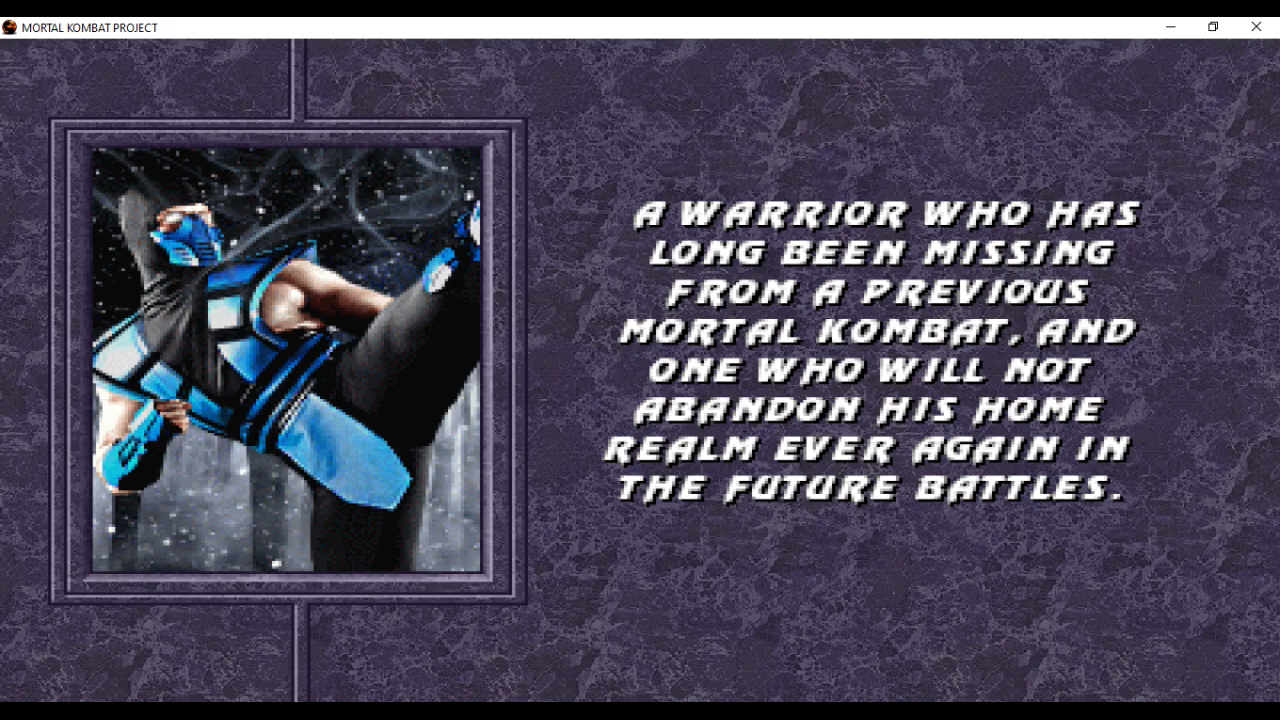 MORTAL KOMBAT PROJECT
A WARRIOR WHO HAS
LONG BEEN MISSING
FROM A PREVIOUS
MORTAL KOMBAT, AND
ONE WHO WILL NOT
ABANDON HIS HOME
REALM EVER AGAIN IN
THE FUTURE BATTLES.